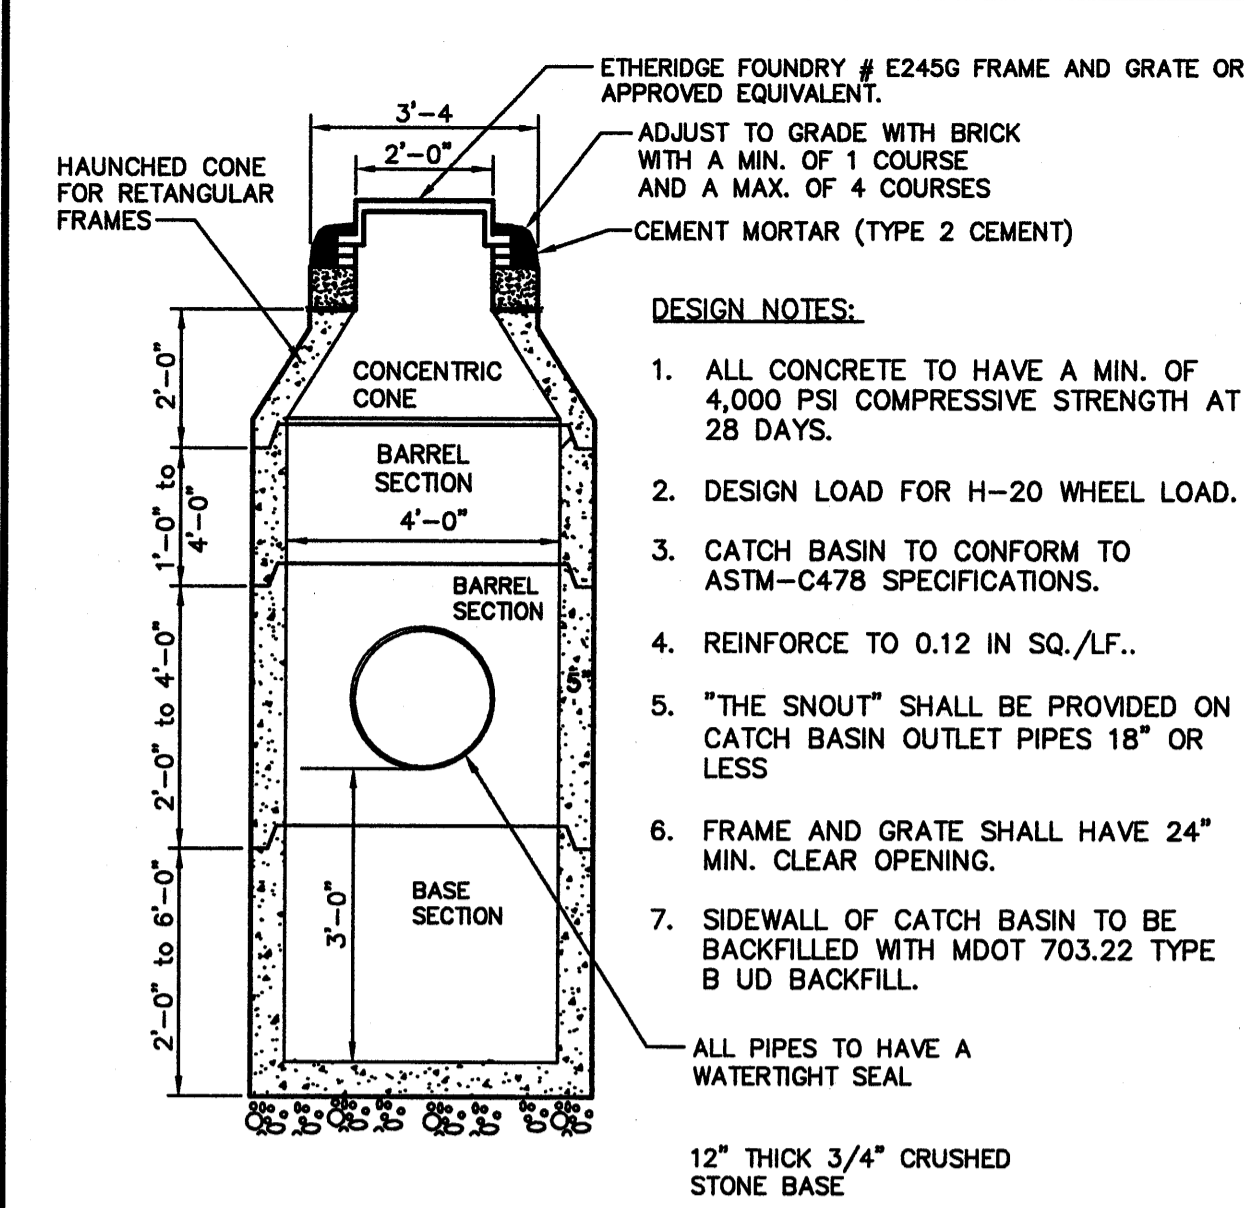 ETHERIDGE FOUNDRY # E245G FRAME AND GRATE OR
APPROVED EQUIVALENT.
3'-4
ADJUST TO GRADE WITH BRICK
WITH A MIN. OF 1 COURSE
AND A MAX. OF 4 COURSES
2'-0"
HAUNCHED CONE
FOR RETANGULAR
FRAMES
CEMENT MORTAR (TYPE 2 CEMENT)
DESIGN NOTES:
1. ALL CONCRETE TO HAVE A MIN. OF
4,000 PSI COMPRESSIVE STRENGTH AT
28 DAYS.
2. DESIGN LOAD FOR H-20 WHEEL LOAD.
3. CATCH BASIN TO CONFORM TO
ASTM-C478 SPECIFICATIONS.
4. REINFORCE TO 0.12 IN SQ./LF..
5. "THE SNOUT" SHALL BE PROVIDED ON
CATCH BASIN OUTLET PIPES 18" OR
LESS
6. FRAME AND GRATE SHALL HAVE 24"
MIN. CLEAR OPENING.
7. SIDEWALL OF CATCH BASIN TO BE
BACKFILLED WITH MDOT 703.22 TYPE
B UD BACKFILL.
2'-0"
CONCENTRIC
CONE
1'-0" to
4'-0"
BARREL
SECTION
4'-0"
2'-0" to 4'-0"
BARREL
SECTION
5"
2'-0" to 6'-0"
3'-0"
BASE
SECTION
ALL PIPES TO HAVE A
WATERTIGHT SEAL
12" THICK 3/4" CRUSHED
STONE BASE